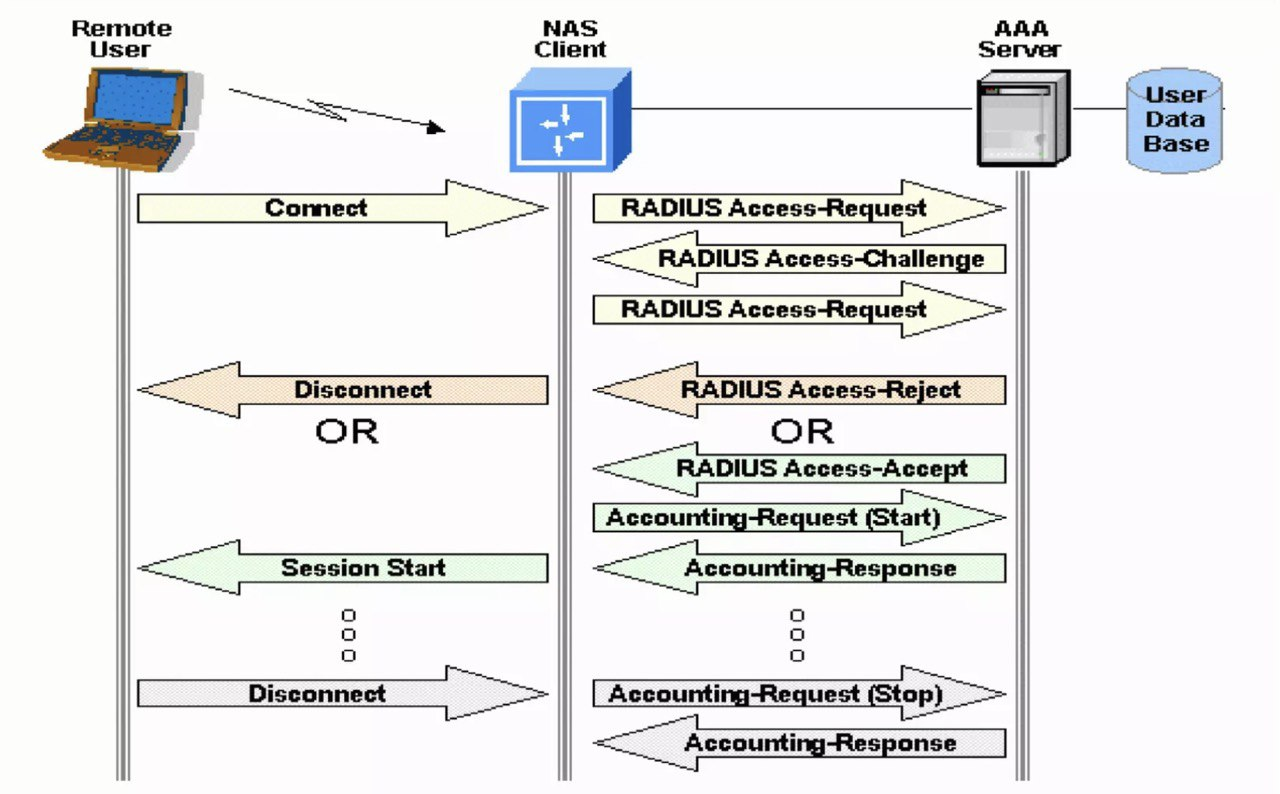 Remote
User
NAS
Client
AAA
Server
User
Data
Base
Connect
RADIUS Access-Request
RADIUS Access-Challenge
RADIUS Access-Request
Disconnect
RADIUS Access-Reject
OR
OR
RADIUS Access-Accept
Accounting-Request (Start)
Session Start
Accounting-Response
Disconnect
Accounting-Request (Stop)
Accounting-Response